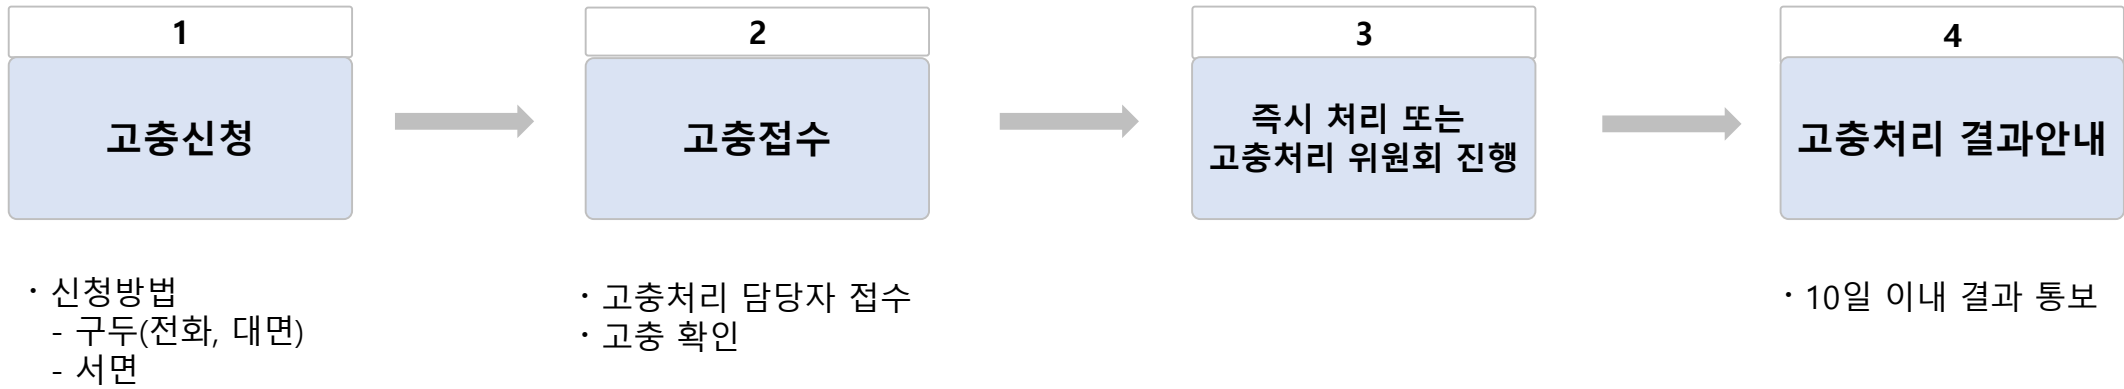 1
고충신청
· 신청방법
- 구두(전화, 대면)
- 서면
2
고충접수
· 고충처리 담당자 접수
· 고충 확인
3
즉시 처리 또는
고충처리 위원회 진행
4
고충처리 결과안내
· 10일 이내 결과 통보